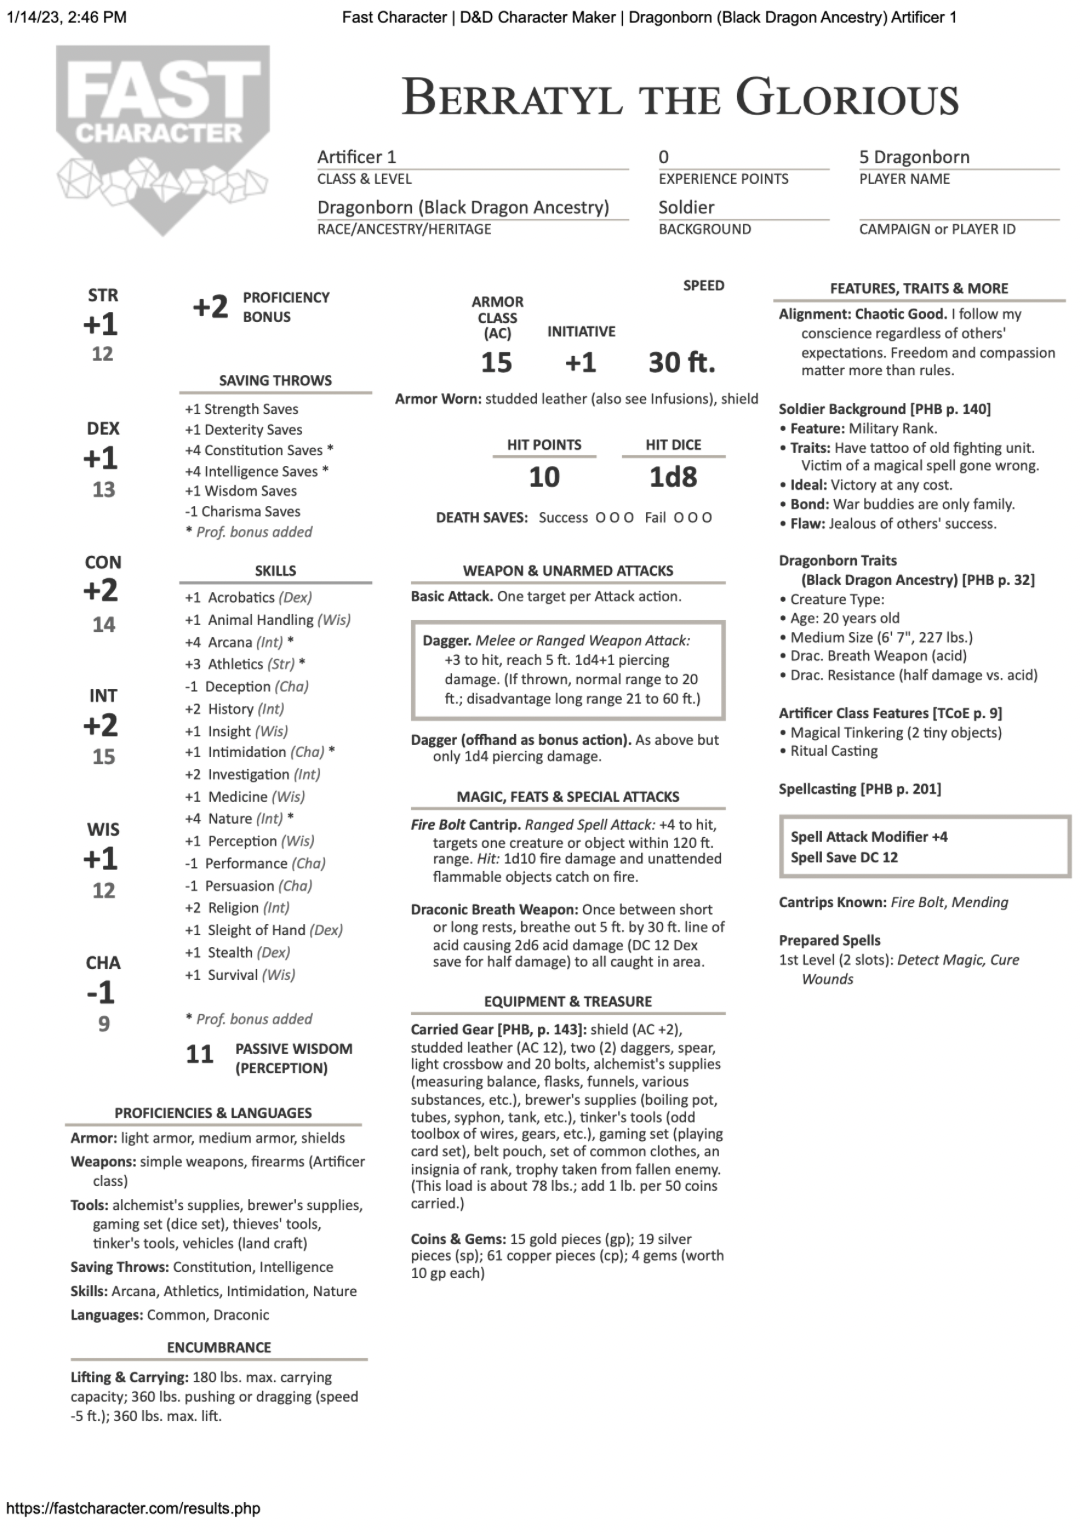 1/14/23, 2:46 PM
Fast Character | D&D Character Maker | Dragonborn (Black Dragon Ancestry) Artificer 1
FAST
CHARACTER
BERRATYL THE GLORIOUS
Artificer 1
CLASS & LEVEL
0
EXPERIENCE POINTS
5 Dragonborn
PLAYER NAME
Dragonborn (Black Dragon Ancestry)
RACE/ANCESTRY/HERITAGE
Soldier
BACKGROUND
CAMPAIGN or PLAYER ID
STR
+1
12
DEX
+1
13
CON
+2
14
INT
+2
15
WIS
+1
12
CHA
-1
9
+2 PROFICIENCY
BONUS
SAVING THROWS
+1 Strength Saves
+1 Dexterity Saves
+4 Constitution Saves *
+4 Intelligence Saves *
+1 Wisdom Saves
-1 Charisma Saves
* Prof. bonus added
SKILLS
+1 Acrobatics (Dex)
+1 Animal Handling (Wis)
+4 Arcana (Int) *
+3 Athletics (Str) *
-1 Deception (Cha)
+2 History (Int)
+1 Insight (Wis)
+1 Intimidation (Cha) *
+2 Investigation (Int)
+1 Medicine (Wis)
+4 Nature (Int) *
+1 Perception (Wis)
-1 Performance (Cha)
-1 Persuasion (Cha)
+2 Religion (Int)
+1 Sleight of Hand (Dex)
+1 Stealth (Dex)
+1 Survival (Wis)
* Prof. bonus added
11 PASSIVE WISDOM
(PERCEPTION)
PROFICIENCIES & LANGUAGES
Armor: light armor, medium armor, shields
Weapons: simple weapons, firearms (Artificer
class)
Tools: alchemist's supplies, brewer's supplies,
gaming set (dice set), thieves' tools,
tinker's tools, vehicles (land craft)
Saving Throws: Constitution, Intelligence
Skills: Arcana, Athletics, Intimidation, Nature
Languages: Common, Draconic
ENCUMBRANCE
Lifting & Carrying: 180 lbs. max. carrying
capacity; 360 lbs. pushing or dragging (speed
-5 ft.); 360 lbs. max. lift.
ARMOR
CLASS
(AC)
15
INITIATIVE
+1
SPEED
30 ft.
Armor Worn: studded leather (also see Infusions), shield
HIT POINTS
10
HIT DICE
1d8
DEATH SAVES: Success O O O Fail O O O
WEAPON & UNARMED ATTACKS
Basic Attack. One target per Attack action.
Dagger. Melee or Ranged Weapon Attack:
+3 to hit, reach 5 ft. 1d4+1 piercing
damage. (If thrown, normal range to 20
ft.; disadvantage long range 21 to 60 ft.)
Dagger (offhand as bonus action). As above but
only 1d4 piercing damage.
MAGIC, FEATS & SPECIAL ATTACKS
Fire Bolt Cantrip. Ranged Spell Attack: +4 to hit,
targets one creature or object within 120 ft.
range. Hit: 1d10 fire damage and unattended
flammable objects catch on fire.
Draconic Breath Weapon: Once between short
or long rests, breathe out 5 ft. by 30 ft. line of
acid causing 2d6 acid damage (DC 12 Dex
save for half damage) to all caught in area.
EQUIPMENT & TREASURE
Carried Gear [PHB, p. 143]: shield (AC +2),
studded leather (AC 12), two (2) daggers, spear,
light crossbow and 20 bolts, alchemist's supplies
(measuring balance, flasks, funnels, various
substances, etc.), brewer's supplies (boiling pot,
tubes, syphon, tank, etc.), tinker's tools (odd
toolbox of wires, gears, etc.), gaming set (playing
card set), belt pouch, set of common clothes, an
insignia of rank, trophy taken from fallen enemy.
(This load is about 78 lbs.; add 1 lb. per 50 coins
carried.)
Coins & Gems: 15 gold pieces (gp); 19 silver
pieces (sp); 61 copper pieces (cp); 4 gems (worth
10 gp each)
FEATURES, TRAITS & MORE
Alignment: Chaotic Good. I follow my
conscience regardless of others'
expectations. Freedom and compassion
matter more than rules.
Soldier Background [PHB p. 140]
• Feature: Military Rank.
• Traits: Have tattoo of old fighting unit.
Victim of a magical spell gone wrong.
• Ideal: Victory at any cost.
• Bond: War buddies are only family.
• Flaw: Jealous of others' success.
Dragonborn Traits
(Black Dragon Ancestry) [PHB p. 32]
• Creature Type:
• Age: 20 years old
• Medium Size (6' 7", 227 lbs.)
• Drac. Breath Weapon (acid)
• Drac. Resistance (half damage vs. acid)
Artificer Class Features [TCoE p. 9]
• Magical Tinkering (2 tiny objects)
• Ritual Casting
Spellcasting [PHB p. 201]
Spell Attack Modifier +4
Spell Save DC 12
Cantrips Known: Fire Bolt, Mending
Prepared Spells
1st Level (2 slots): Detect Magic, Cure
Wounds
https://fastcharacter.com/results.php